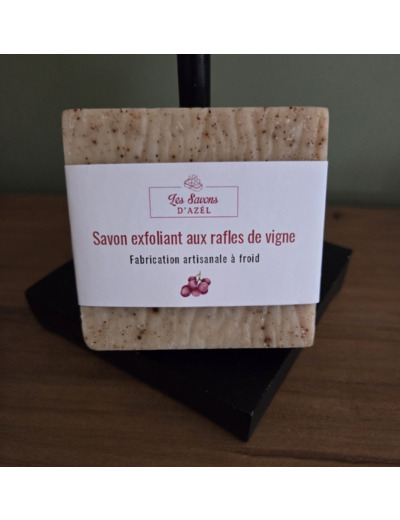 Les Savons
D'AZÉL
Savon exfoliant aux rafles de vigne
Fabrication artisanale à froid